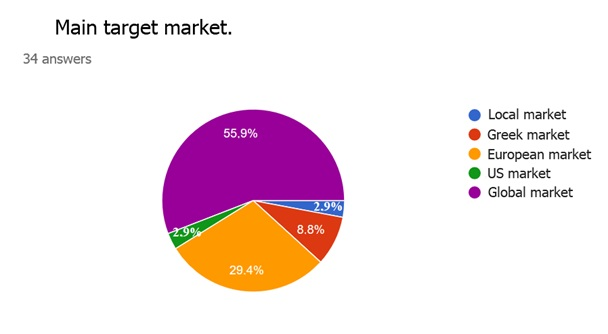 Main target market.
34 answers
55,9%
Local market
Greek market
European market
US market
Global market
2.9%
8.8%
2.9%
29.4%